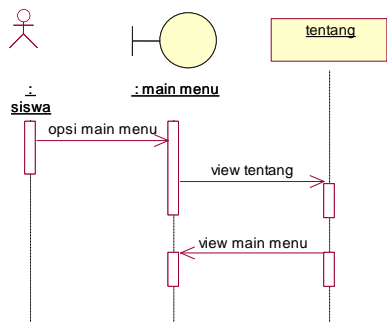 tentang
:
siswa
: main menu
opsi main menu
view tentang
view main menu